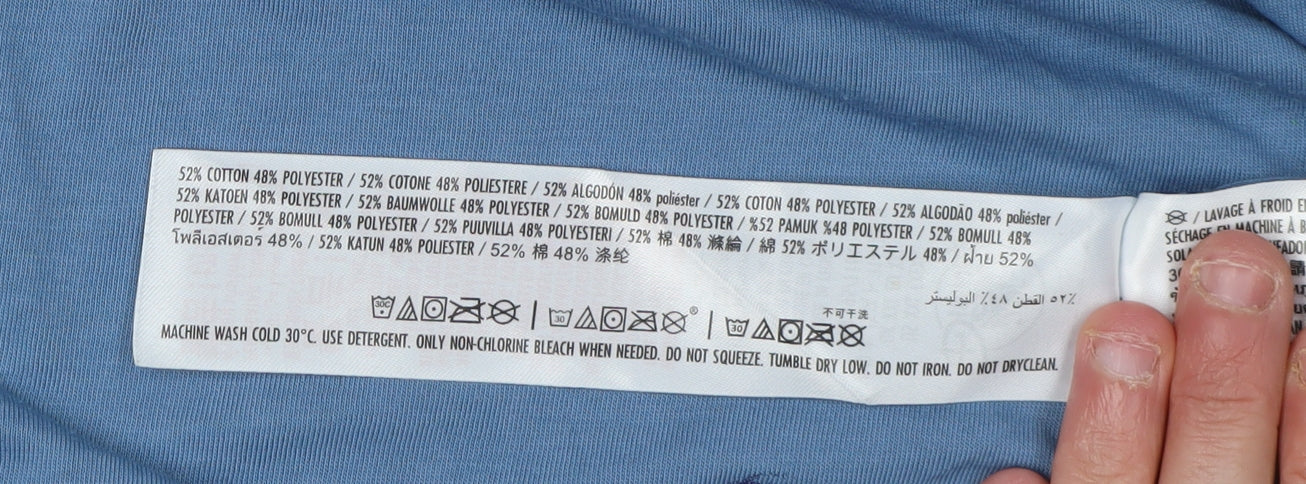 52% COTTON 48% POLYESTER / 52% COTONE 48% POLIESTERE / 52% ALGODÓN 48% poliéster / 52% COTON 48% POLYESTER / 52% ALGODÃO 48% poliéster /
52% KATOEN 48% POLYESTER / 52% BAUMWOLLE 48% POLYESTER / 52% BOMULD 48% POLYESTER / %52 PAMUK %48 POLYESTER / 52% BOMULL 48%
POLYESTER / 52% BOMULL 48% POLYESTER / 52% PUUVILLA 48% POLYESTERI / 52% 棉 48% 滌綸 / 綿 52% ポリエステル 48% / ฝ้าย 52%
โพลีเอสเตอร์ 48% / 52% KATUN 48% POLIESTER / 52% 棉 48% 涤纶
٥٢٪ القطن ٤٨٪ البوليستر
不可干洗
30C
30
30
MACHINE WASH COLD 30°C. USE DETERGENT. ONLY NON-CHLORINE BLEACH WHEN NEEDED. DO NOT SQUEEZE. TUMBLE DRY LOW. DO NOT IRON. DO NOT DRYCLEAN.
/ LAVAGE À FROID
SÉCHAGE EN MACHINE À